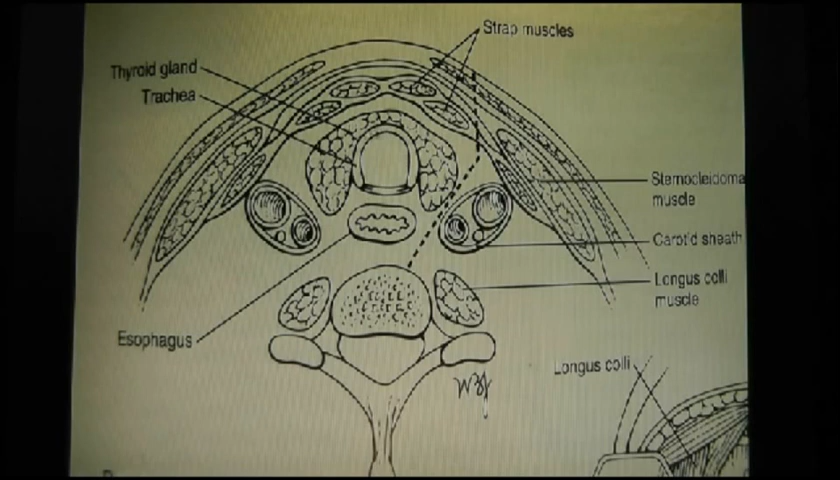 Strap muscles
Thyroid gland
Trachea
Sternocleidoma
muscle
Carotid sheath
Longus colli
muscle
Esophagus
Longus colli